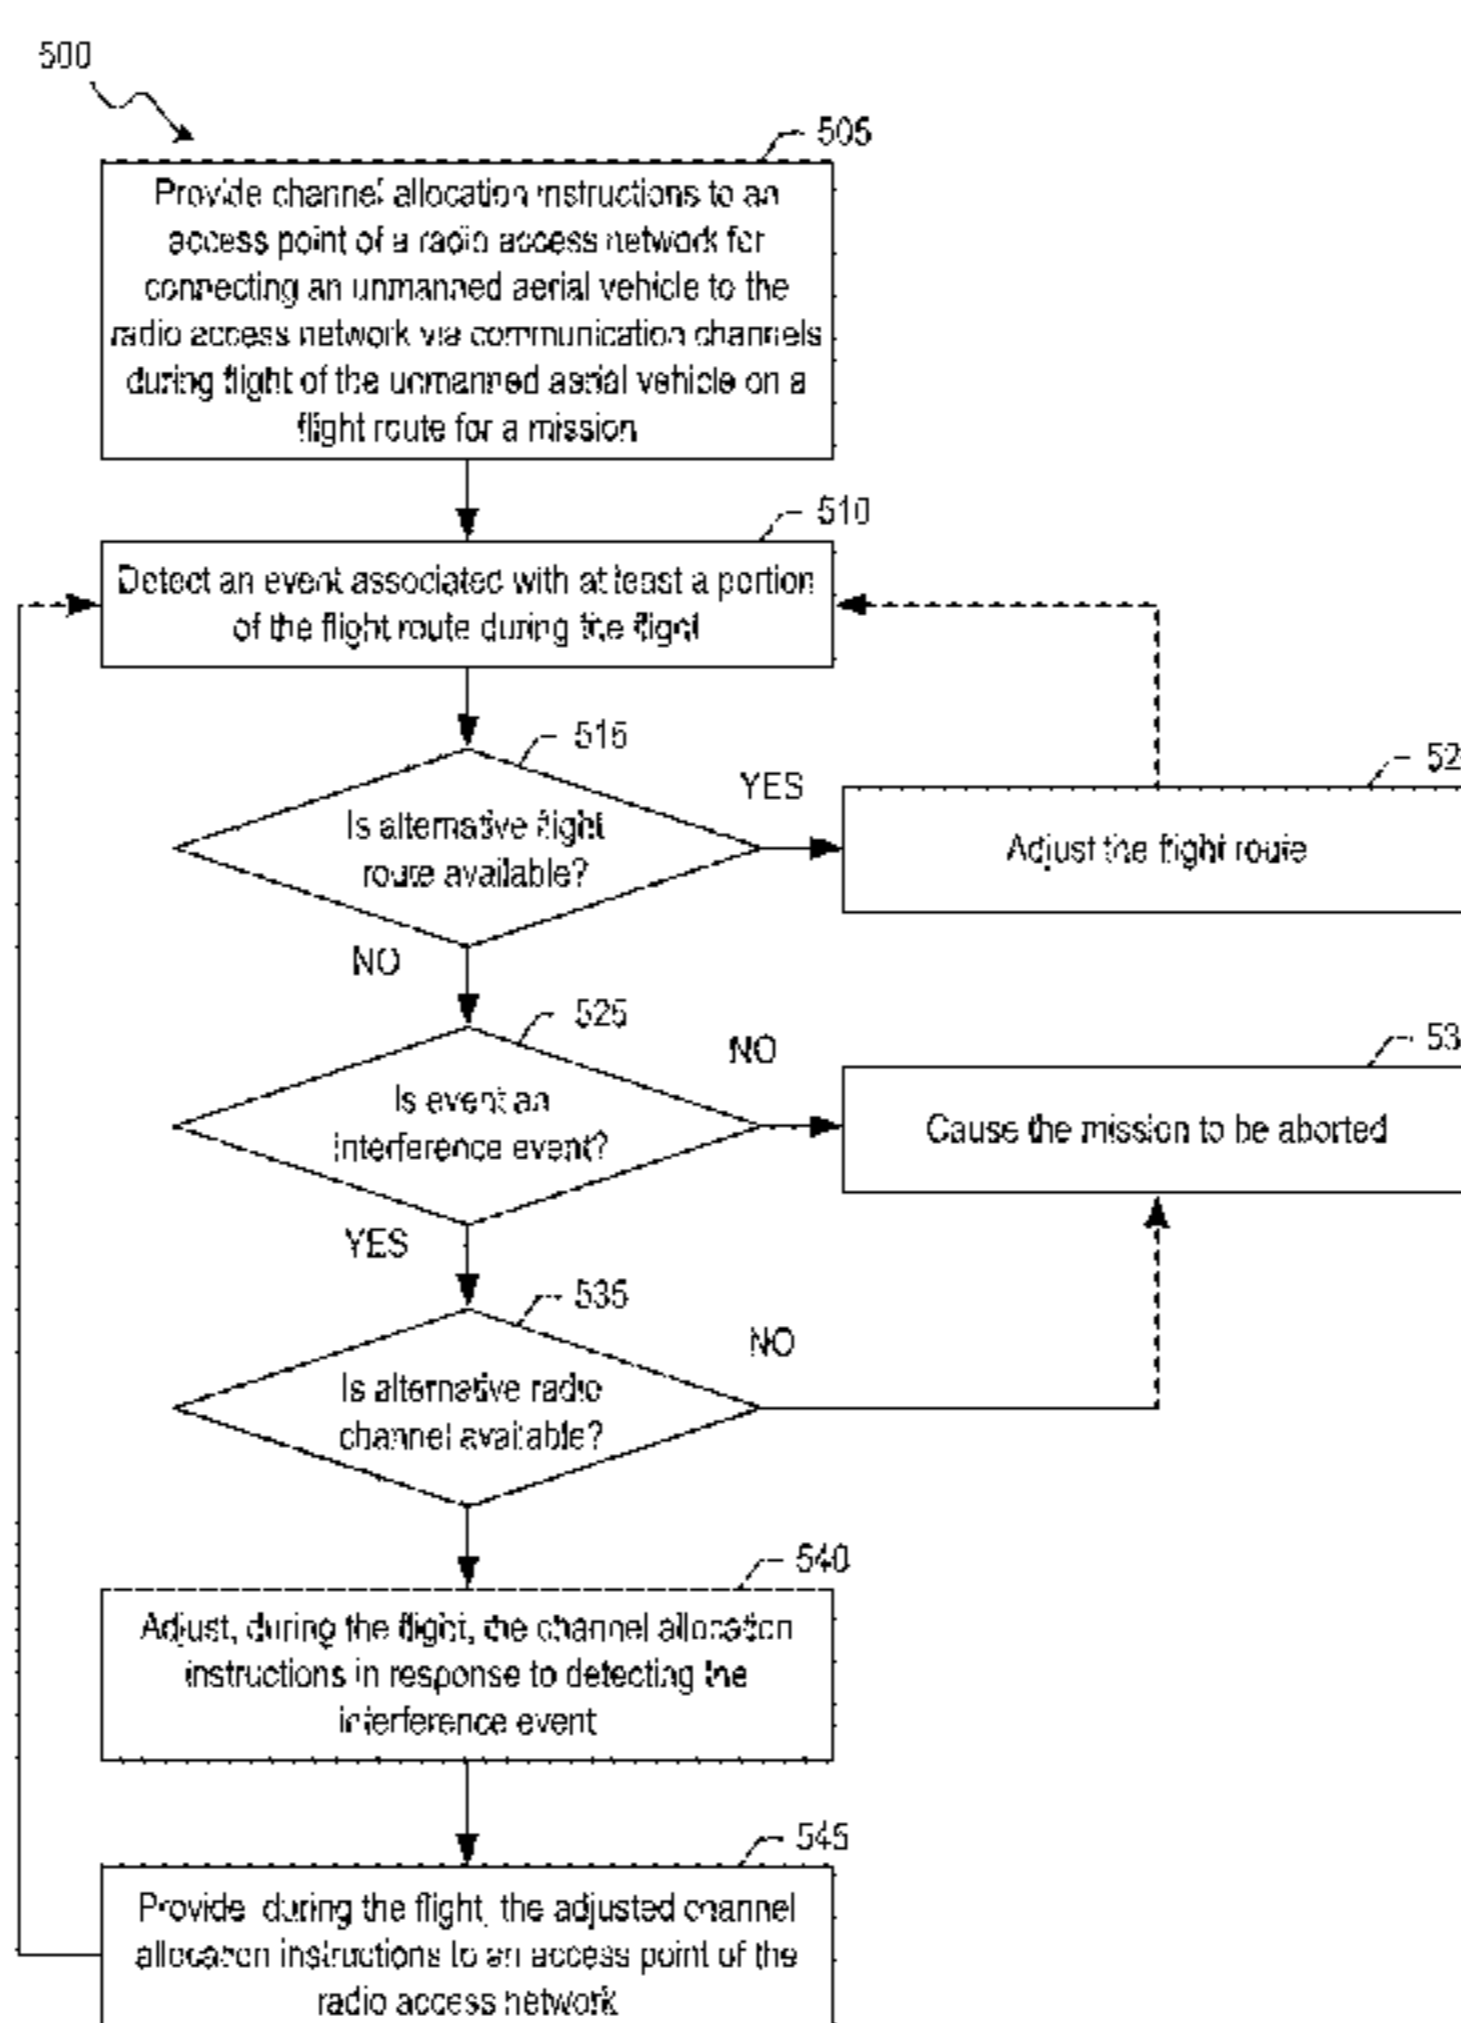 500
505
Provide channel allocation instructions to an
access point of a radio access network for
connecting an unmanned aerial vehicle to the
radio access network via communication channels
during flight of the unmanned aerial vehicle on a
flight route for a mission
510
Detect an event associated with at least a portion
of the flight route during the flight
515
Is alternative flight
route available?
YES
52
Adjust the flight route
NO
525
Is event an
interference event?
NO
53
Cause the mission to be aborted
YES
535
Is alternative radio
channel available?
NO
540
Adjust, during the flight, the channel allocation
instructions in response to detecting the
interference event
545
Provide, during the flight, the adjusted channel
allocation instructions to an access point of the
radio access network